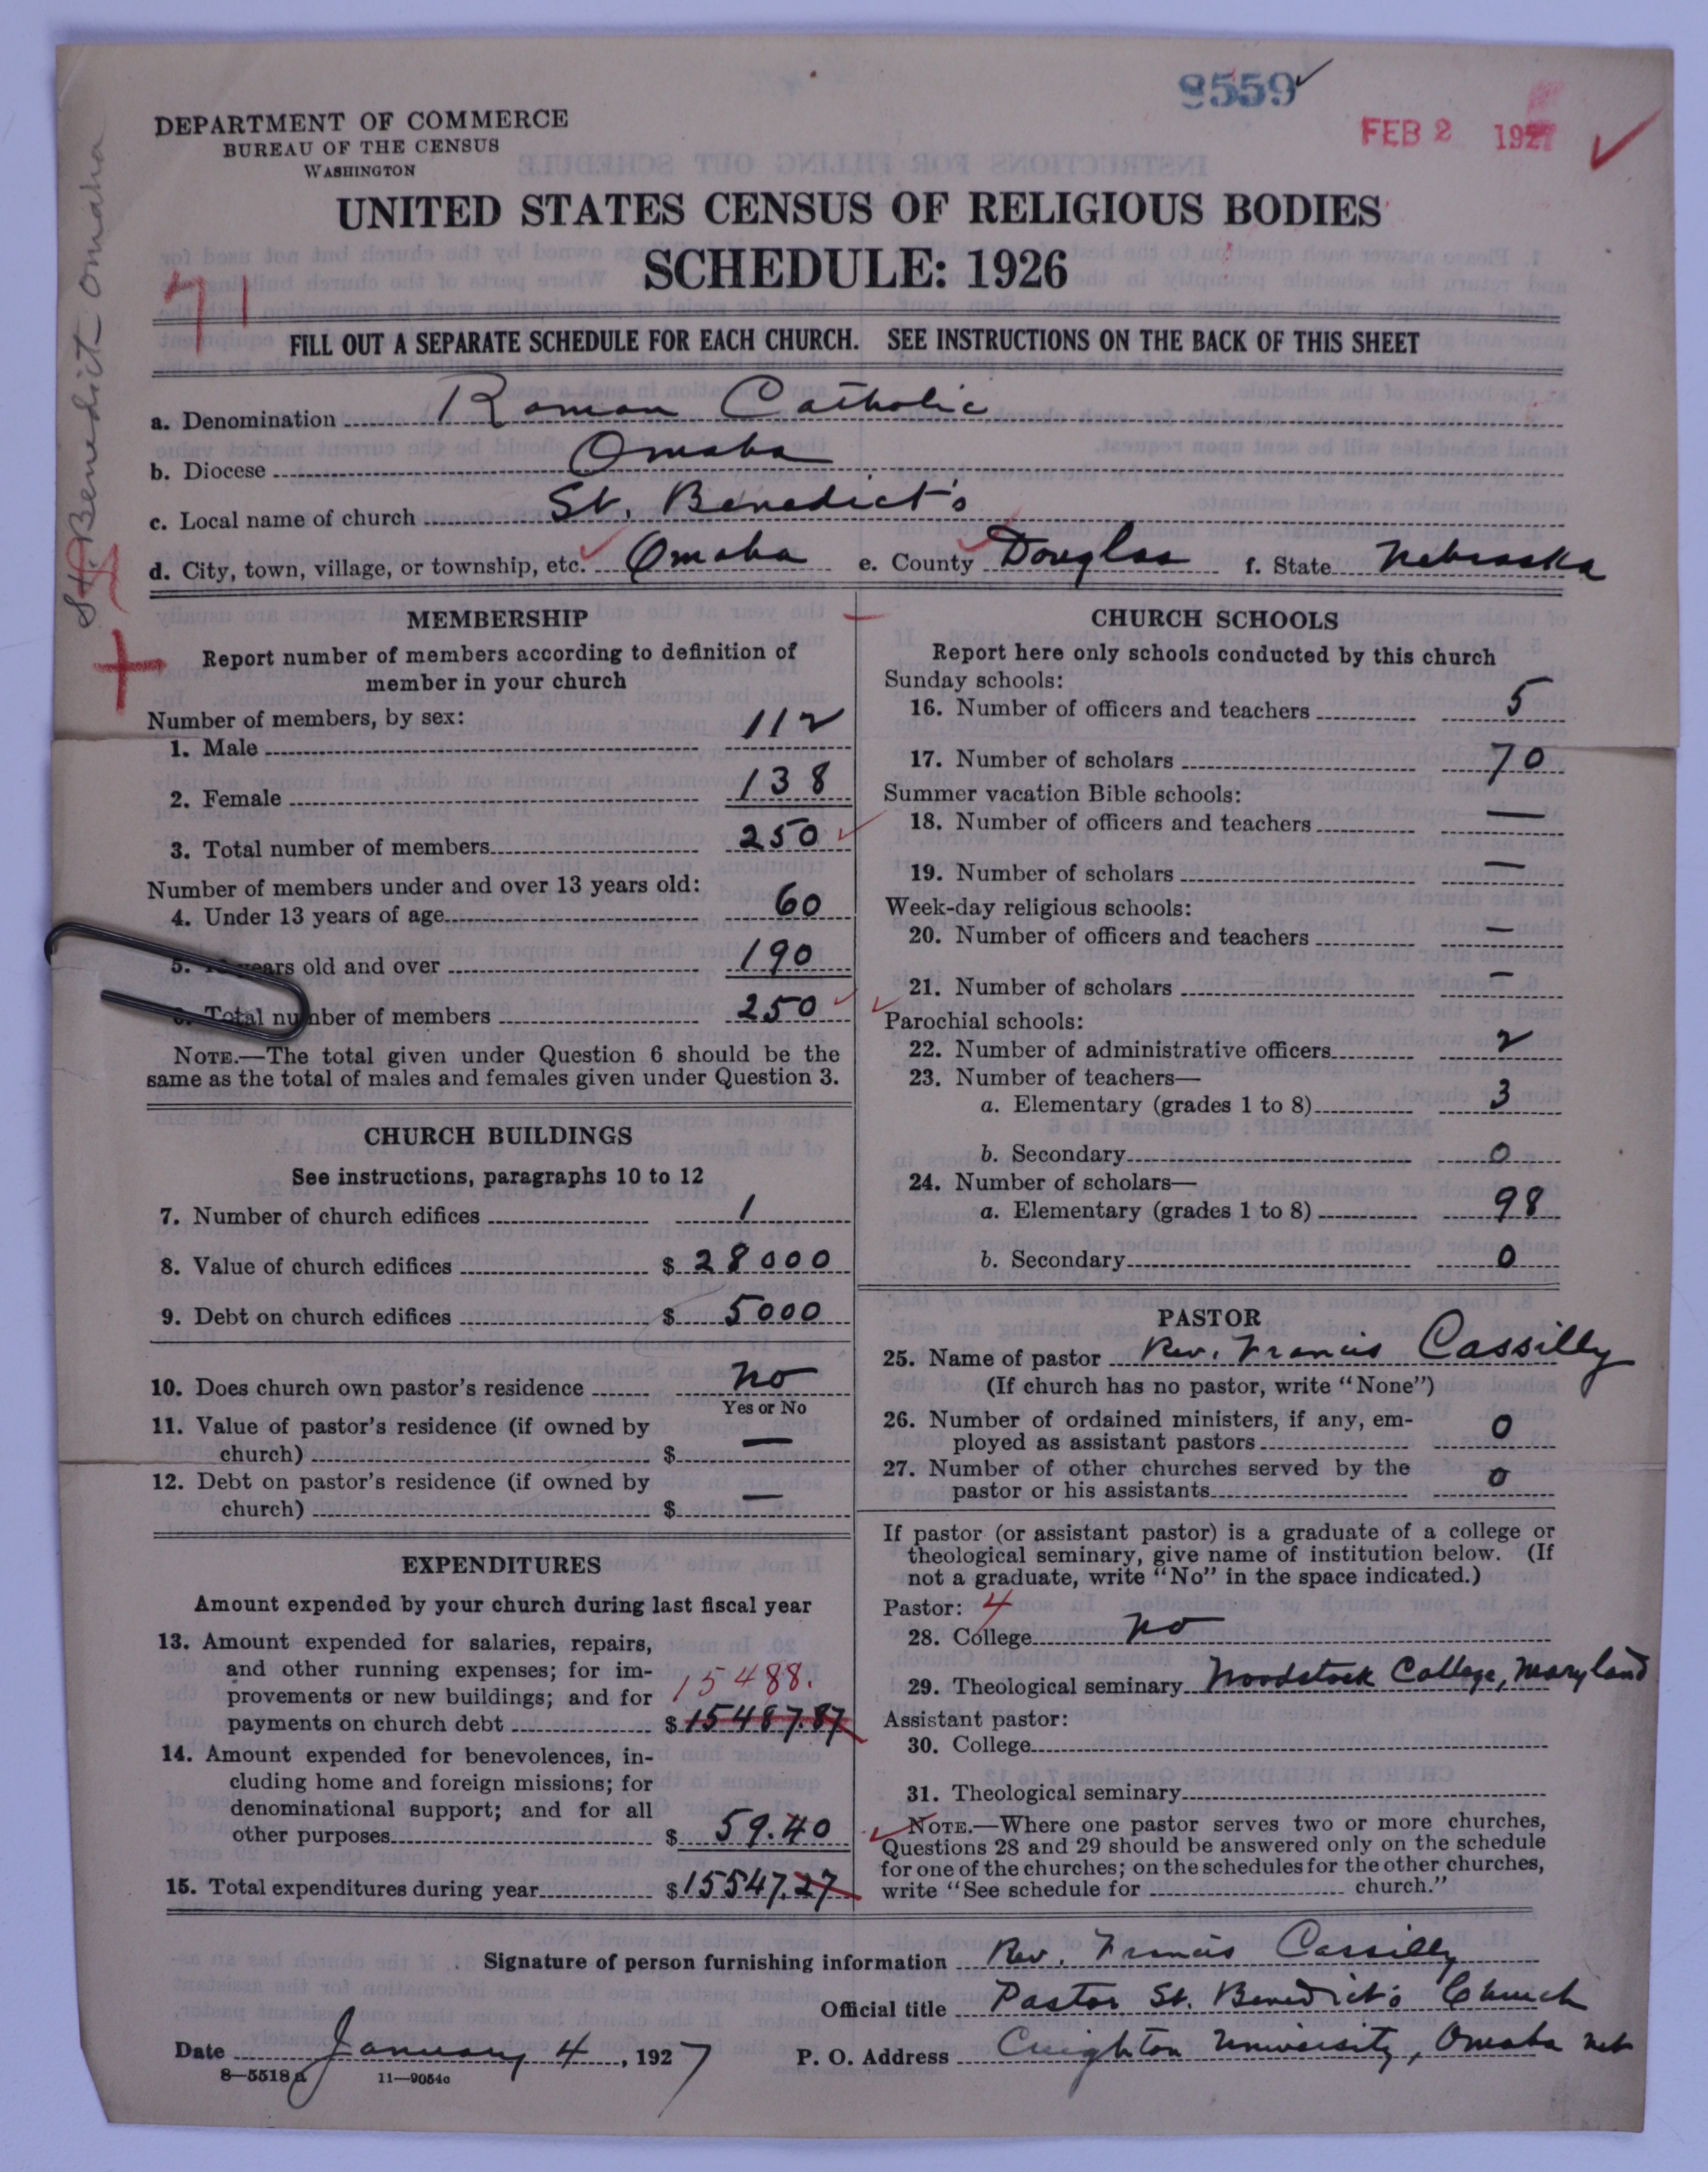 8559
FEB 2 1927
DEPARTMENT OF COMMERCE
BUREAU OF THE CENSUS
WASHINGTON
UNITED STATES CENSUS OF RELIGIOUS BODIES
SCHEDULE: 1926
71
St. Benedict - Omaha
FILL OUT A SEPARATE SCHEDULE FOR EACH CHURCH. SEE INSTRUCTIONS ON THE BACK OF THIS SHEET
a. Denomination Roman Catholic
b. Diocese Omaha
c. Local name of church St. Benedict's
d. City, town, village, or township, etc. Omaha e. County Douglas f. State Nebraska
MEMBERSHIP
Report number of members according to definition of
member in your church
Number of members, by sex:
1. Male 112
2. Female 138
3. Total number of members 250
Number of members under and over 13 years old:
4. Under 13 years of age 60
5. years old and over 190
Total number of members 250
NOTE.—The total given under Question 6 should be the
same as the total of males and females given under Question 3.
CHURCH BUILDINGS
See instructions, paragraphs 10 to 12
7. Number of church edifices 1
8. Value of church edifices $ 28000
9. Debt on church edifices $ 5000
10. Does church own pastor's residence no
Yes or No
11. Value of pastor's residence (if owned by
church) $ —
12. Debt on pastor's residence (if owned by
church) $ —
EXPENDITURES
Amount expended by your church during last fiscal year
13. Amount expended for salaries, repairs,
and other running expenses; for im-
provements or new buildings; and for 15488.
payments on church debt $ 15487.87
14. Amount expended for benevolences, in-
cluding home and foreign missions; for
denominational support; and for all
other purposes $ 59.40
15. Total expenditures during year $ 15547.27
CHURCH SCHOOLS
Report here only schools conducted by this church
Sunday schools:
16. Number of officers and teachers 5
17. Number of scholars 70
Summer vacation Bible schools:
18. Number of officers and teachers —
19. Number of scholars —
Week-day religious schools:
20. Number of officers and teachers —
21. Number of scholars —
Parochial schools:
22. Number of administrative officers 2
23. Number of teachers—
a. Elementary (grades 1 to 8) 3
b. Secondary 0
24. Number of scholars—
a. Elementary (grades 1 to 8) 98
b. Secondary 0
PASTOR
25. Name of pastor Rev. Francis Cassilly
(If church has no pastor, write "None")
26. Number of ordained ministers, if any, em-
ployed as assistant pastors 0
27. Number of other churches served by the
pastor or his assistants 0
If pastor (or assistant pastor) is a graduate of a college or
theological seminary, give name of institution below. (If
not a graduate, write "No" in the space indicated.)
Pastor: 4
28. College no
29. Theological seminary Woodstock College, Maryland
Assistant pastor:
30. College
31. Theological seminary
NOTE.—Where one pastor serves two or more churches,
Questions 28 and 29 should be answered only on the schedule
for one of the churches; on the schedules for the other churches,
write "See schedule for church."
Signature of person furnishing information Rev. Francis Cassilly
Official title Pastor St. Benedict's Church
Date January 4, 1927 P. O. Address Creighton University, Omaha Neb
8—5518a 11—9054c